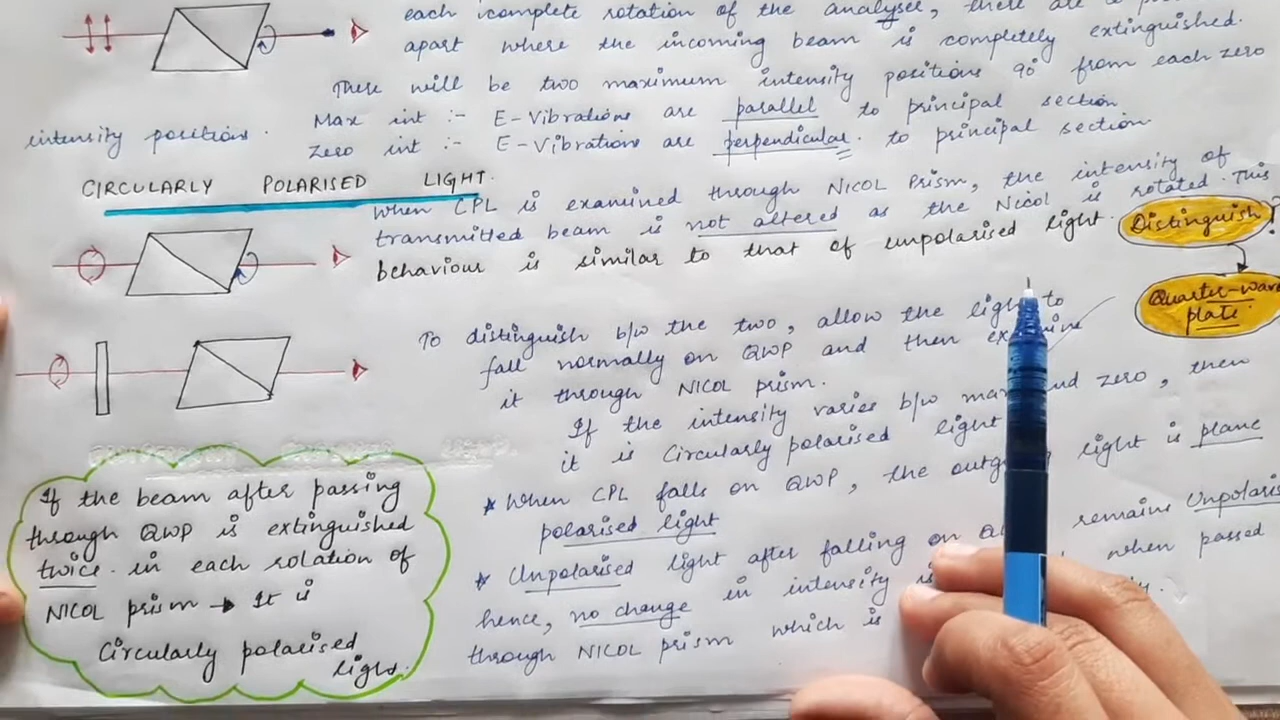 each complete rotation of the analyser, there are
apart where the incoming beam is completely extinguished.
There will be two maximum intensity positions 90° from each zero
intensity positions. Max int :- E-Vibrations are parallel to principal section
Zero int :- E-Vibrations are perpendicular. to principal section
CIRCULARLY POLARISED LIGHT.
When CPL is examined through NICOL Prism, the intensity of
transmitted beam is not altered as the Nicol is rotated. This
behaviour is similar to that of unpolarised light.
Distinguish ?
Quarter-wave
plate.
To distinguish b/w the two, allow the light to
fall normally on QWP and then examine
it through NICOL prism.
If the intensity varies b/w max and zero, then
it is Circularly polarised light
* When CPL falls on QWP, the outgoing light is plane
polarised light
* Unpolarised light after falling on remains Unpolaris
hence, no change in intensity when passed
through NICOL prism which is
If the beam after passing
through QWP is extinguished
twice in each rotation of
NICOL prism → It is
Circularly polarised
light.